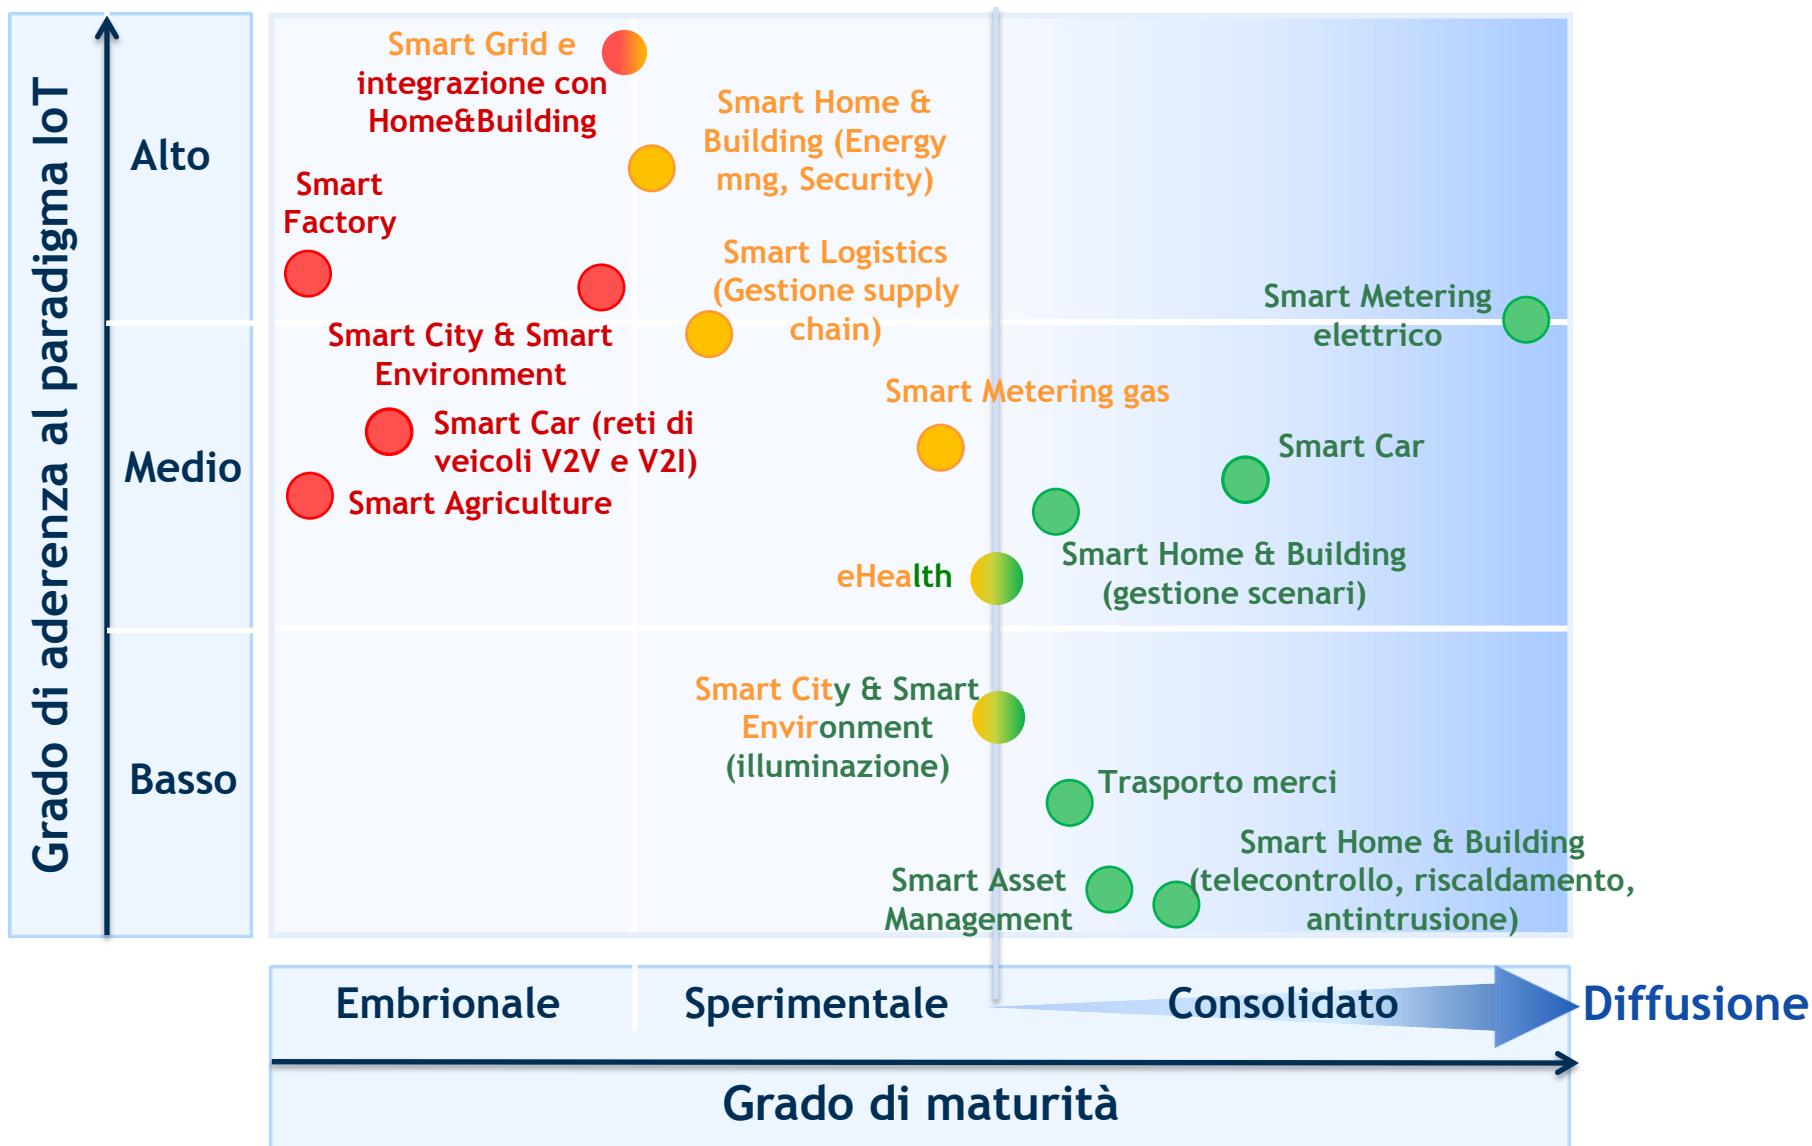 Grado di aderenza al paradigma IoT
Alto
Medio
Basso
Smart Grid e
integrazione con
Home&Building
Smart Home &
Building (Energy
mng, Security)
Smart
Factory
Smart Logistics
(Gestione supply
chain)
Smart Metering
elettrico
Smart City & Smart
Environment
Smart Metering gas
Smart Car (reti di
veicoli V2V e V2I)
Smart Car
Smart Agriculture
Smart Home & Building
(gestione scenari)
eHealth
Smart City & Smart
Environment
(illuminazione)
Trasporto merci
Smart Home & Building
(telecontrollo, riscaldamento,
antintrusione)
Smart Asset
Management
Embrionale
Sperimentale
Consolidato
Diffusione
Grado di maturità